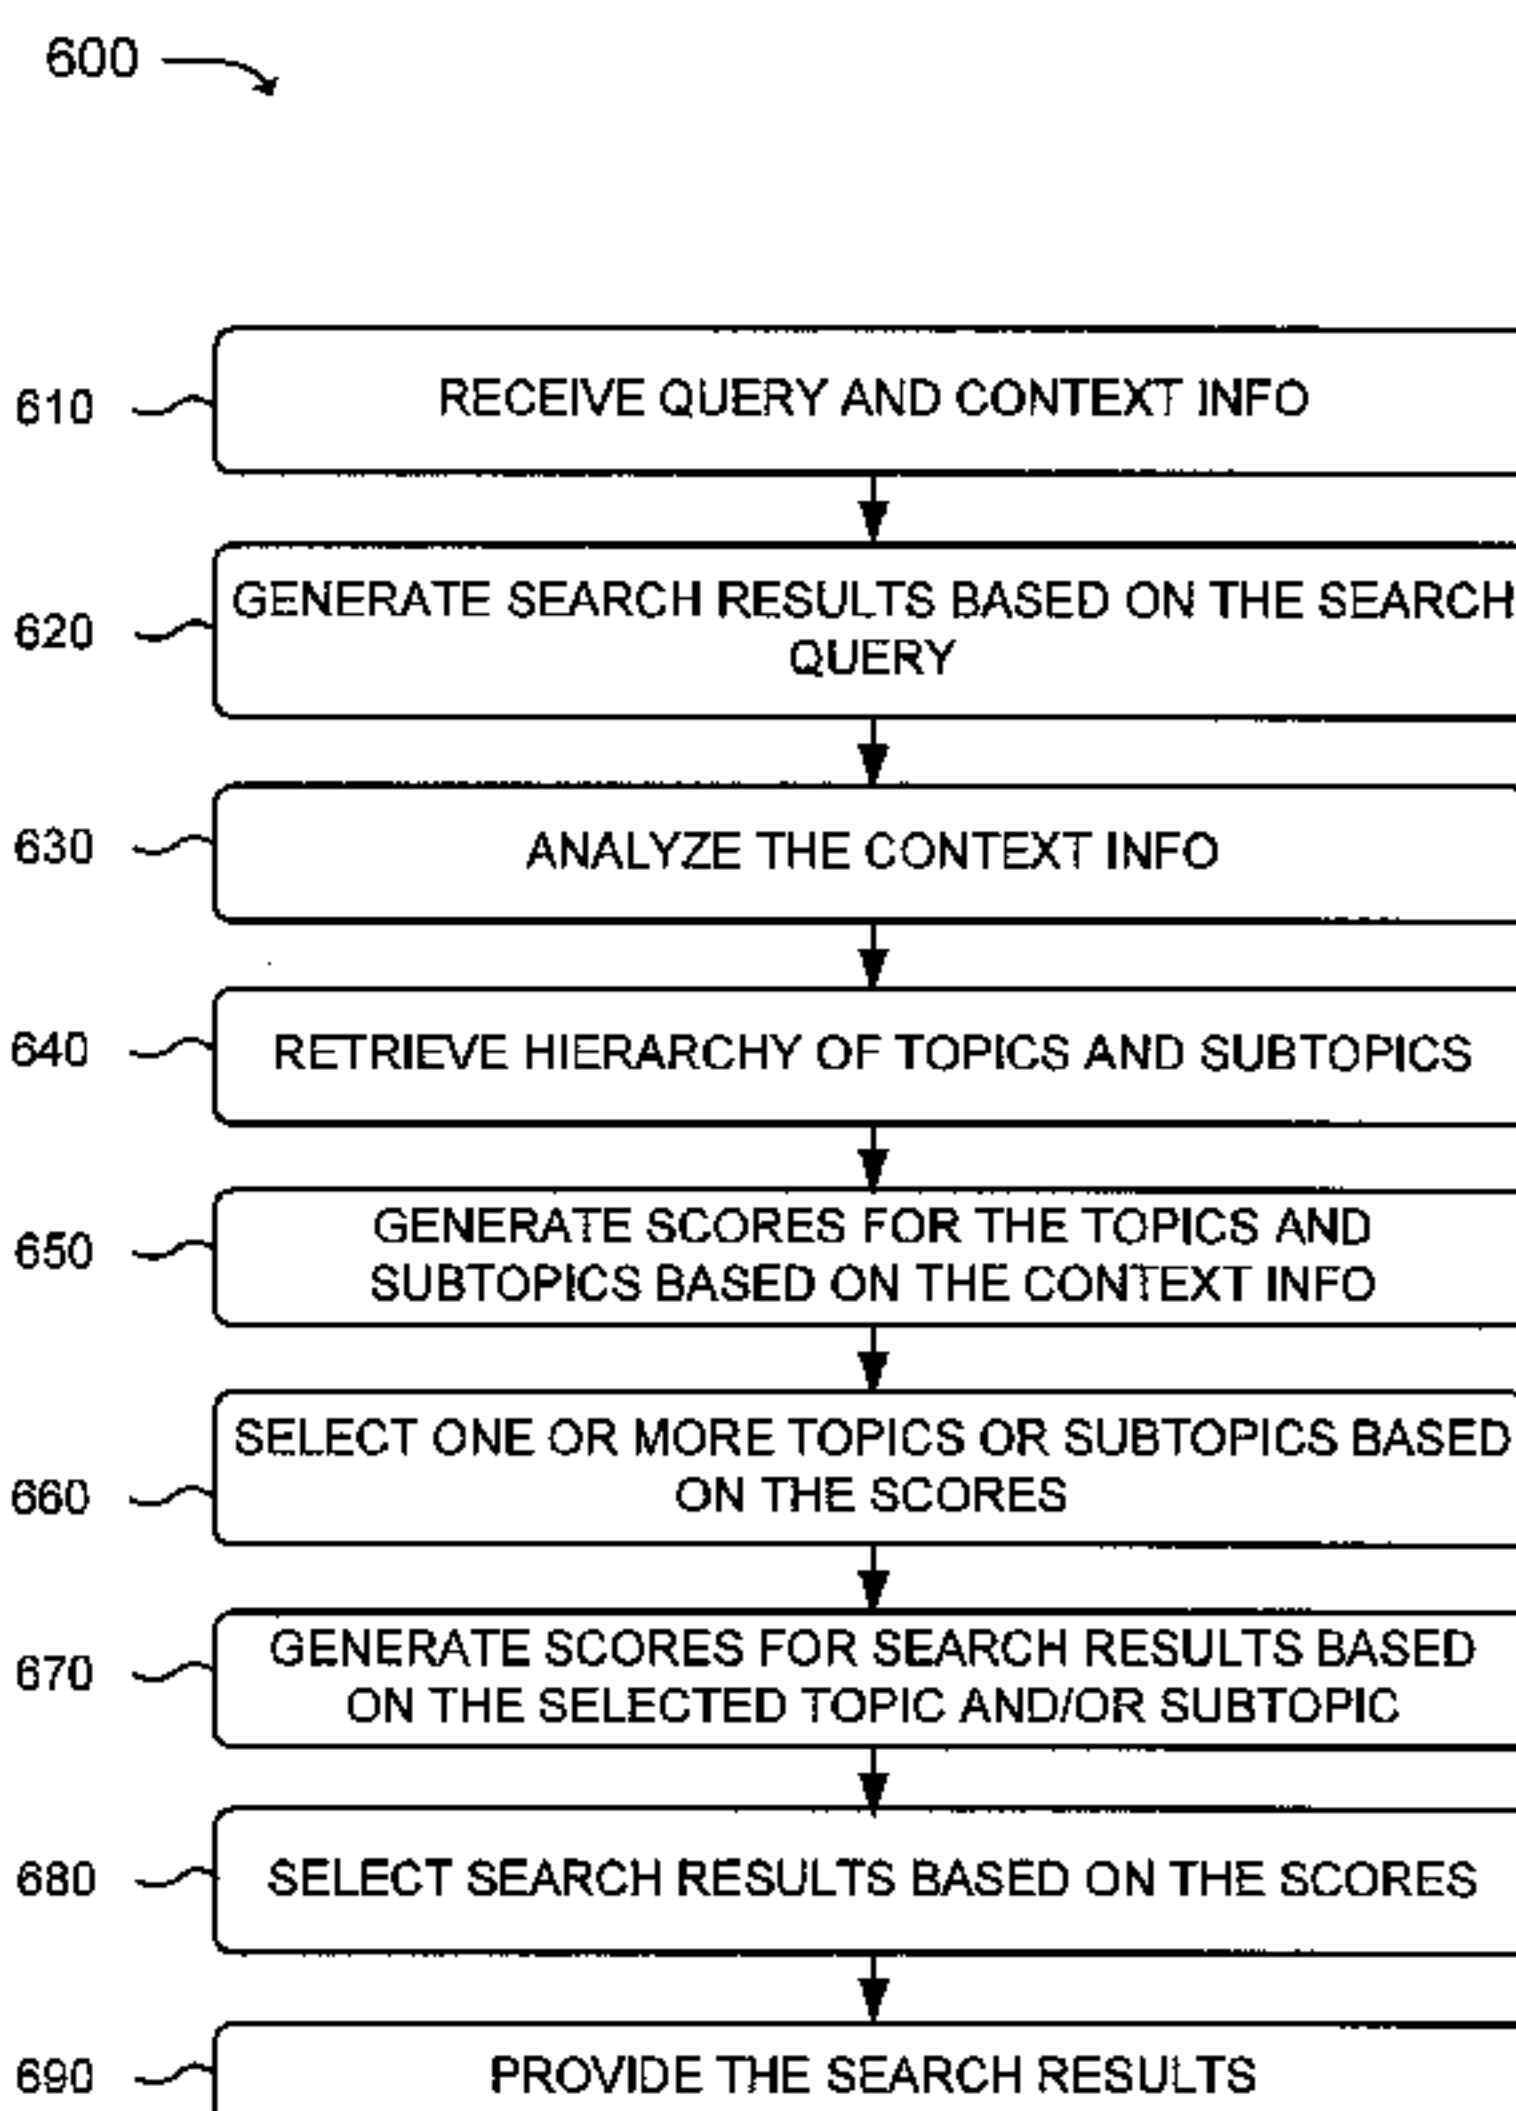 600
610
RECEIVE QUERY AND CONTEXT INFO
620
GENERATE SEARCH RESULTS BASED ON THE SEARCH
QUERY
630
ANALYZE THE CONTEXT INFO
640
RETRIEVE HIERARCHY OF TOPICS AND SUBTOPICS
650
GENERATE SCORES FOR THE TOPICS AND
SUBTOPICS BASED ON THE CONTEXT INFO
660
SELECT ONE OR MORE TOPICS OR SUBTOPICS BASED
ON THE SCORES
670
GENERATE SCORES FOR SEARCH RESULTS BASED
ON THE SELECTED TOPIC AND/OR SUBTOPIC
680
SELECT SEARCH RESULTS BASED ON THE SCORES
690
PROVIDE THE SEARCH RESULTS